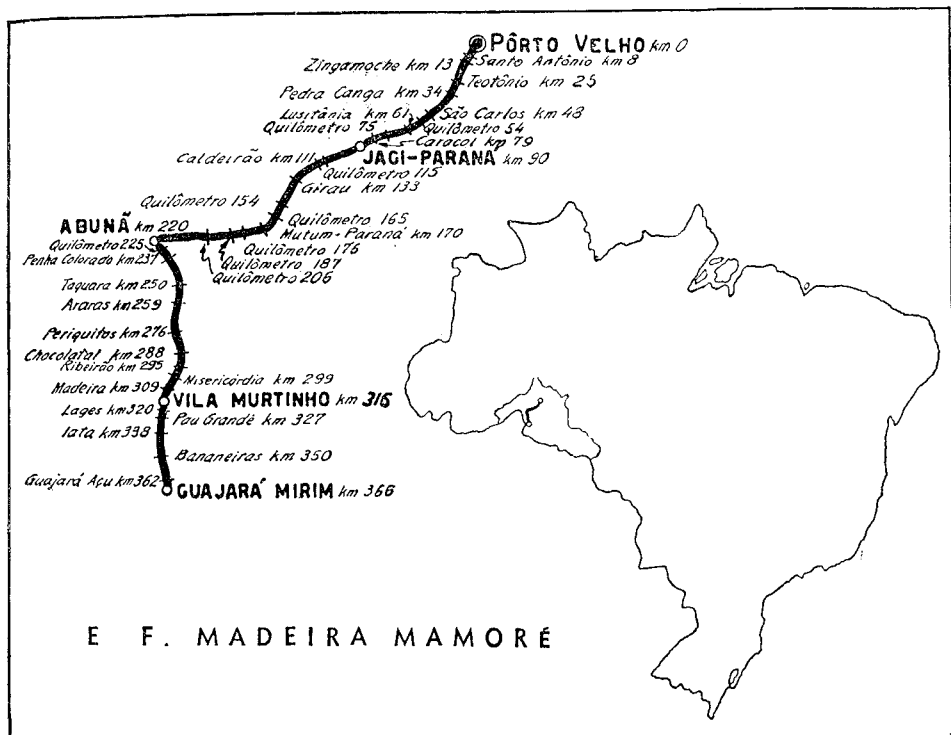 PÔRTO VELHO km 0
Zingamoche km 13
Santo Antônio km 8
Teotônio km 25
Pedra Canga km 34
Lusitânia km 61
São Carlos km 48
Quilômetro 75
Quilômetro 54
Caracol km 79
JACI-PARANÁ km 90
Caldeirão km 111
Quilômetro 115
Girau km 133
Quilômetro 154
Quilômetro 165
ABUNÃ km 220
Mutum-Paraná km 170
Quilômetro 225
Quilômetro 176
Penha Colorado km 237
Quilômetro 187
Quilômetro 206
Taquara km 250
Araras km 259
Periquitos km 276
Chocolatal km 288
Ribeirão km 295
Misericórdia km 299
Madeira km 309
VILA MURTINHO km 316
Lages km 320
Pau Grande km 327
Iata km 338
Bananeiras km 350
Guajará Açu km 362
GUAJARÁ MIRIM km 366
E F. MADEIRA MAMORÉ